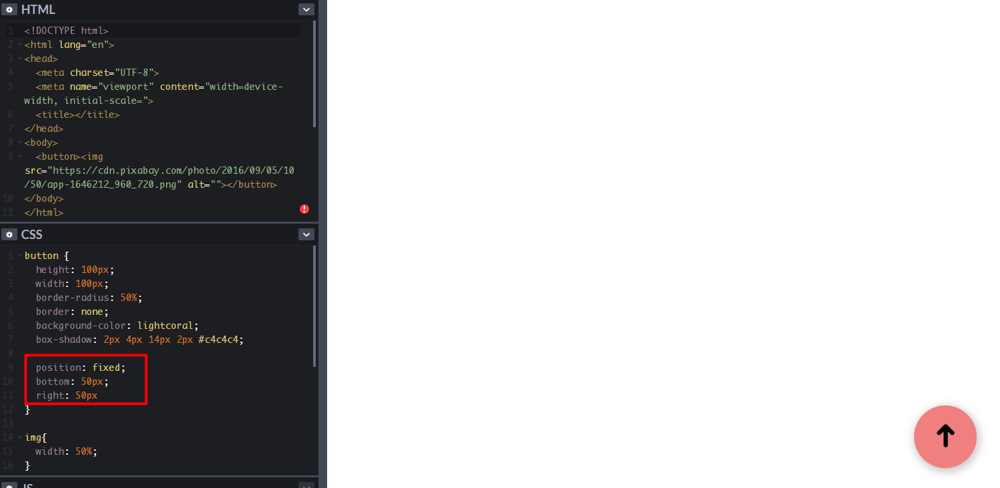 HTML
1 <!DOCTYPE html>
2 <html lang="en">
3 <head>
4 <meta charset="UTF-8">
5 <meta name="viewport" content="width=device-
width, initial-scale=">
6 <title></title>
7 </head>
8 <body>
9 <button><img
src="https://cdn.pixabay.com/photo/2016/09/05/10
/50/app-1646212_960_720.png" alt=""></button>
10 </body>
11 </html>
CSS
1 button {
2 height: 100px;
3 width: 100px;
4 border-radius: 50%;
5 border: none;
6 background-color: lightcoral;
7 box-shadow: 2px 4px 14px 2px #c4c4c4;
8
9 position: fixed;
10 bottom: 50px;
11 right: 50px
12 }
13
14 img{
15 width: 50%;
16 }
JS